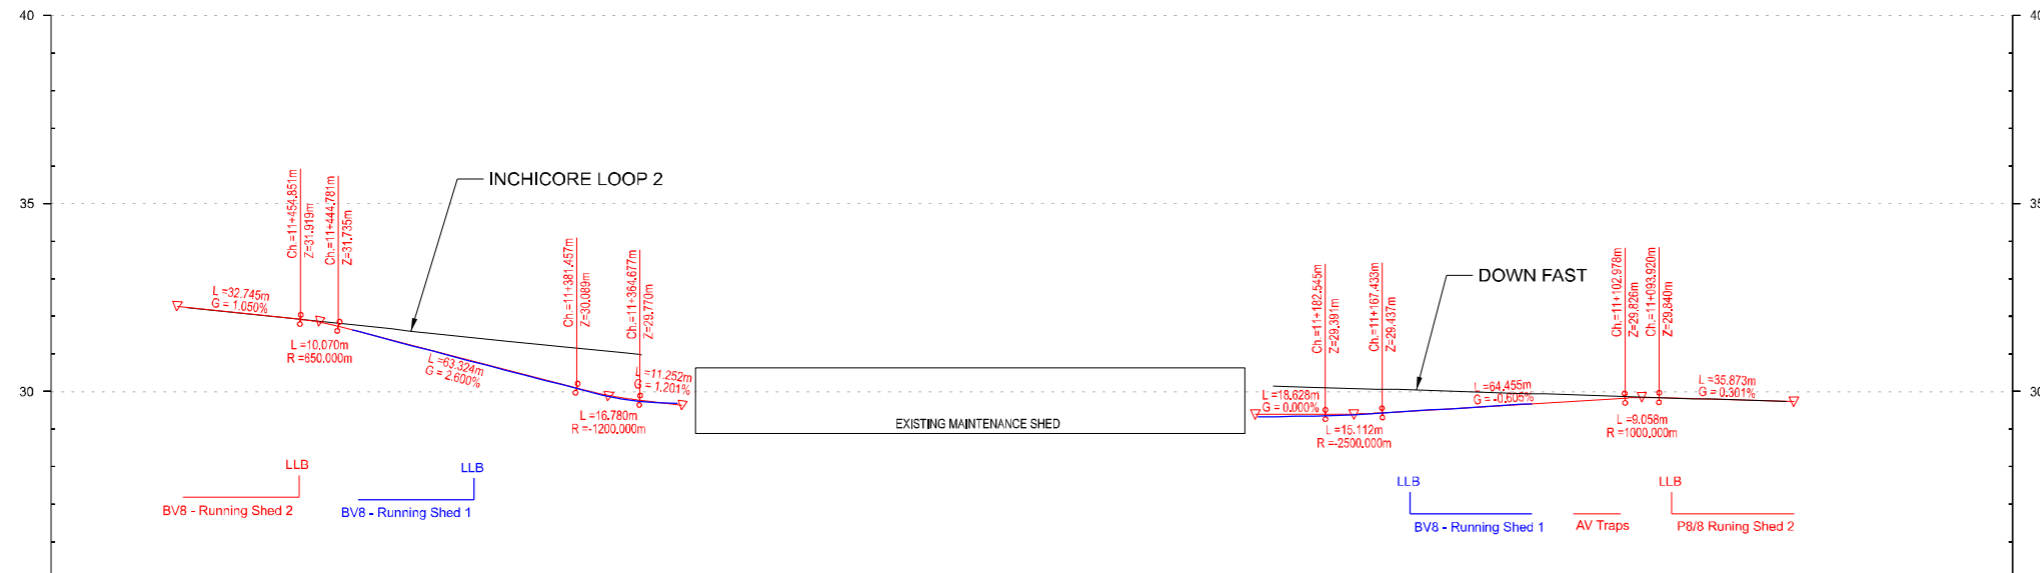 40
40
35
35
30
30
Ch.=11+454.851m
Z=31.919m
Ch.=11+444.781m
Z=31.735m
INCHICORE LOOP 2
Ch.=11+381.457m
Z=30.089m
Ch.=11+364.677m
Z=29.770m
L =32.745m
G = 1.050%
L =10.070m
R =650.000m
L =63.324m
G = 2.600%
L =11.252m
G = 1.201%
L =16.780m
R =-1200.000m
EXISTING MAINTENANCE SHED
Ch.=11+182.545m
Z=29.391m
Ch.=11+167.433m
Z=29.437m
DOWN FAST
Ch.=11+102.978m
Z=29.826m
Ch.=11+093.920m
Z=29.840m
L =18.628m
G = 0.000%
L =15.112m
R =-2500.000m
L =64.455m
G = -0.605%
L =9.058m
R =1000.000m
L =35.873m
G = 0.301%
LLB
BV8 - Running Shed 2
LLB
BV8 - Running Shed 1
LLB
BV8 - Running Shed 1
AV Traps
LLB
P8/8 Runing Shed 2